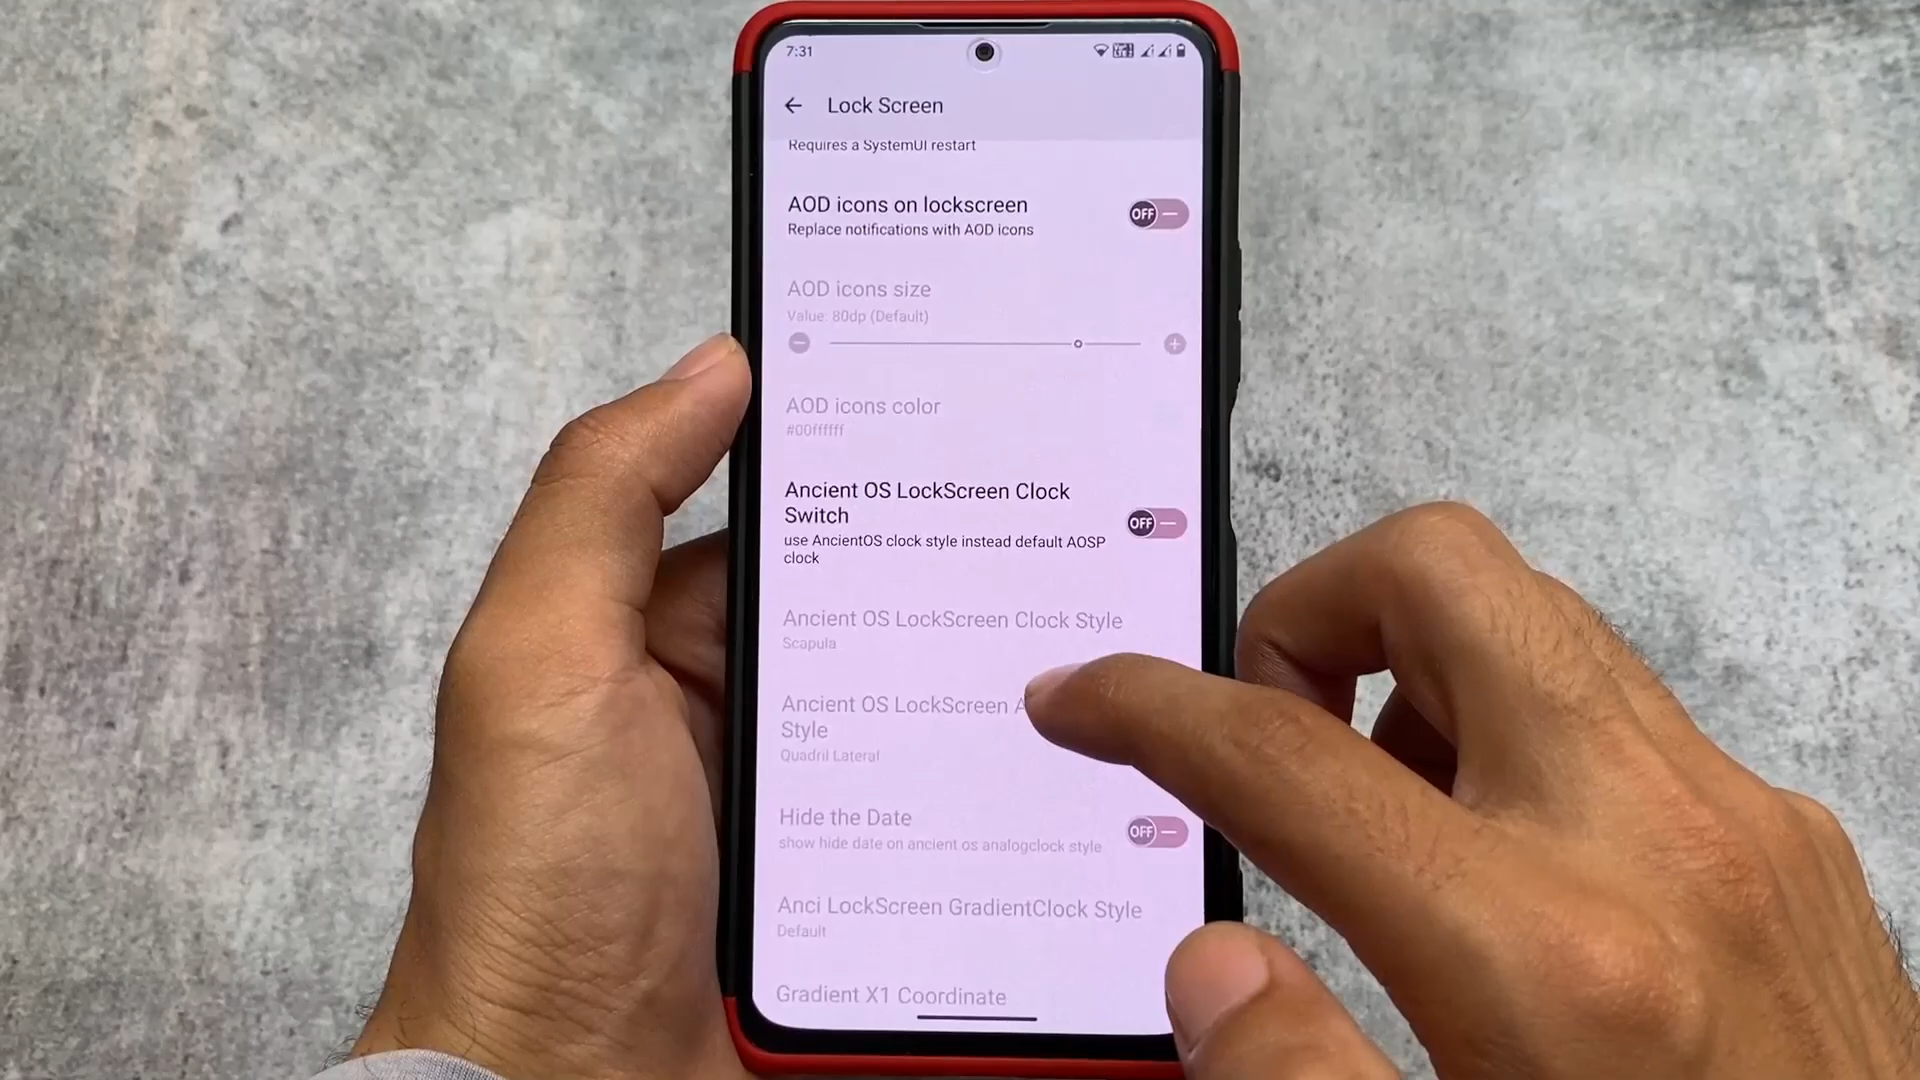 7:31
Lock Screen
Requires a SystemUI restart
AOD icons on lockscreen
OFF
Replace notifications with AOD icons
AOD icons size
Value: 80dp (Default)
AOD icons color
#00ffffff
Ancient OS LockScreen Clock
Switch
OFF
use AncientOS clock style instead default AOSP
clock
Ancient OS LockScreen Clock Style
Scapula
Ancient OS LockScreen
Style
Quadril Lateral
Hide the Date
OFF
show hide date on ancient os analogclock style
Anci LockScreen GradientClock Style
Default
Gradient X1 Coordinate